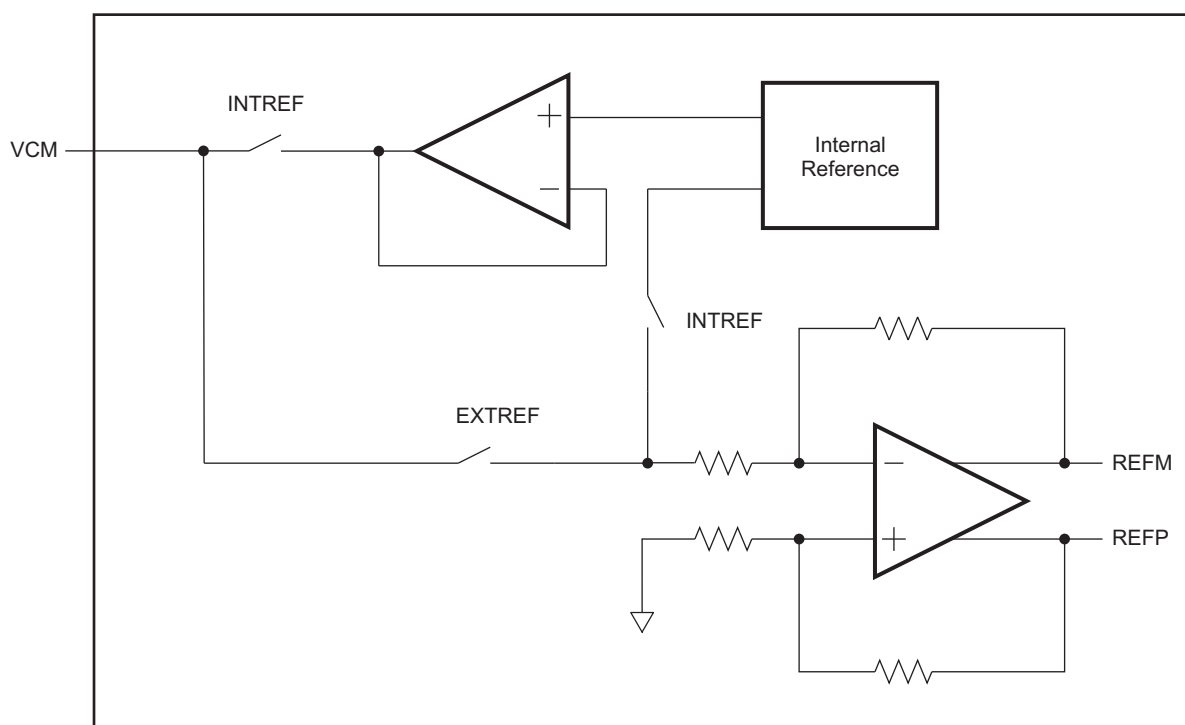 INTREF
VCM
+
−
Internal
Reference
INTREF
EXTREF
−
+
REFM
REFP